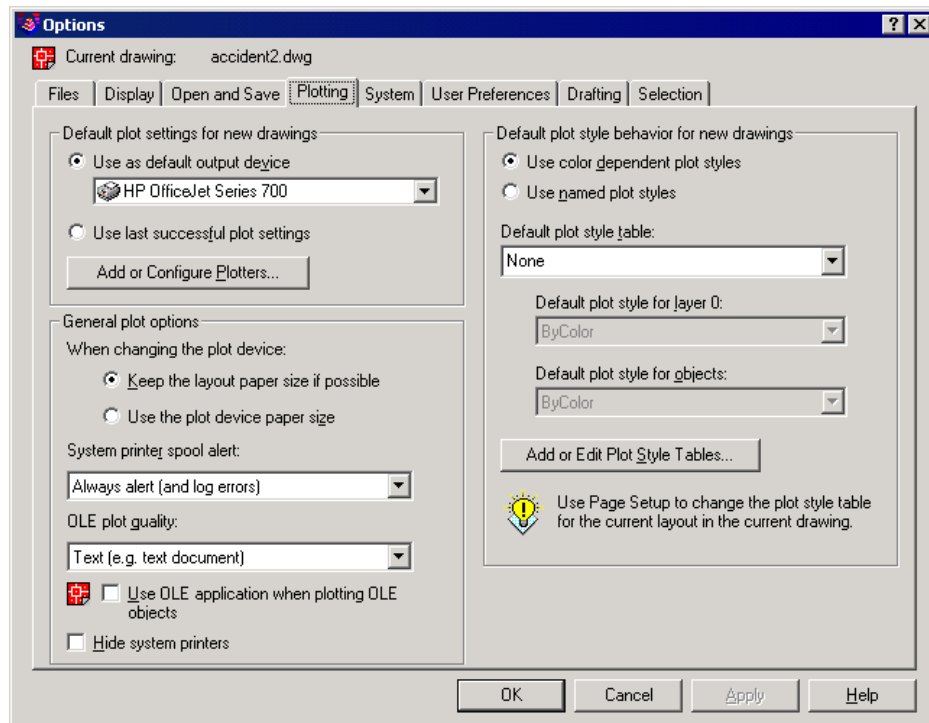 Options
Current drawing: accident2.dwg
Files Display Open and Save Plotting System User Preferences Drafting Selection
Default plot settings for new drawings
Use as default output device
HP OfficeJet Series 700
Use last successful plot settings
Add or Configure Plotters...
General plot options
When changing the plot device:
Keep the layout paper size if possible
Use the plot device paper size
System printer spool alert:
Always alert (and log errors)
OLE plot quality:
Text (e.g. text document)
Use OLE application when plotting OLE
objects
Hide system printers
Default plot style behavior for new drawings
Use color dependent plot styles
Use named plot styles
Default plot style table:
None
Default plot style for layer 0:
ByColor
Default plot style for objects:
ByColor
Add or Edit Plot Style Tables...
Use Page Setup to change the plot style table
for the current layout in the current drawing.
OK Cancel Apply Help